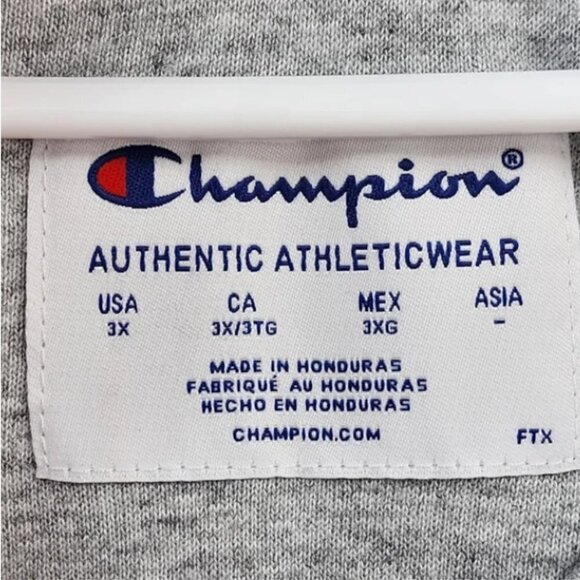 Champion®
AUTHENTIC ATHLETICWEAR
USA CA MEX ASIA
3X 3X/3TG 3XG –
MADE IN HONDURAS
FABRIQUÉ AU HONDURAS
HECHO EN HONDURAS
CHAMPION.COM FTX